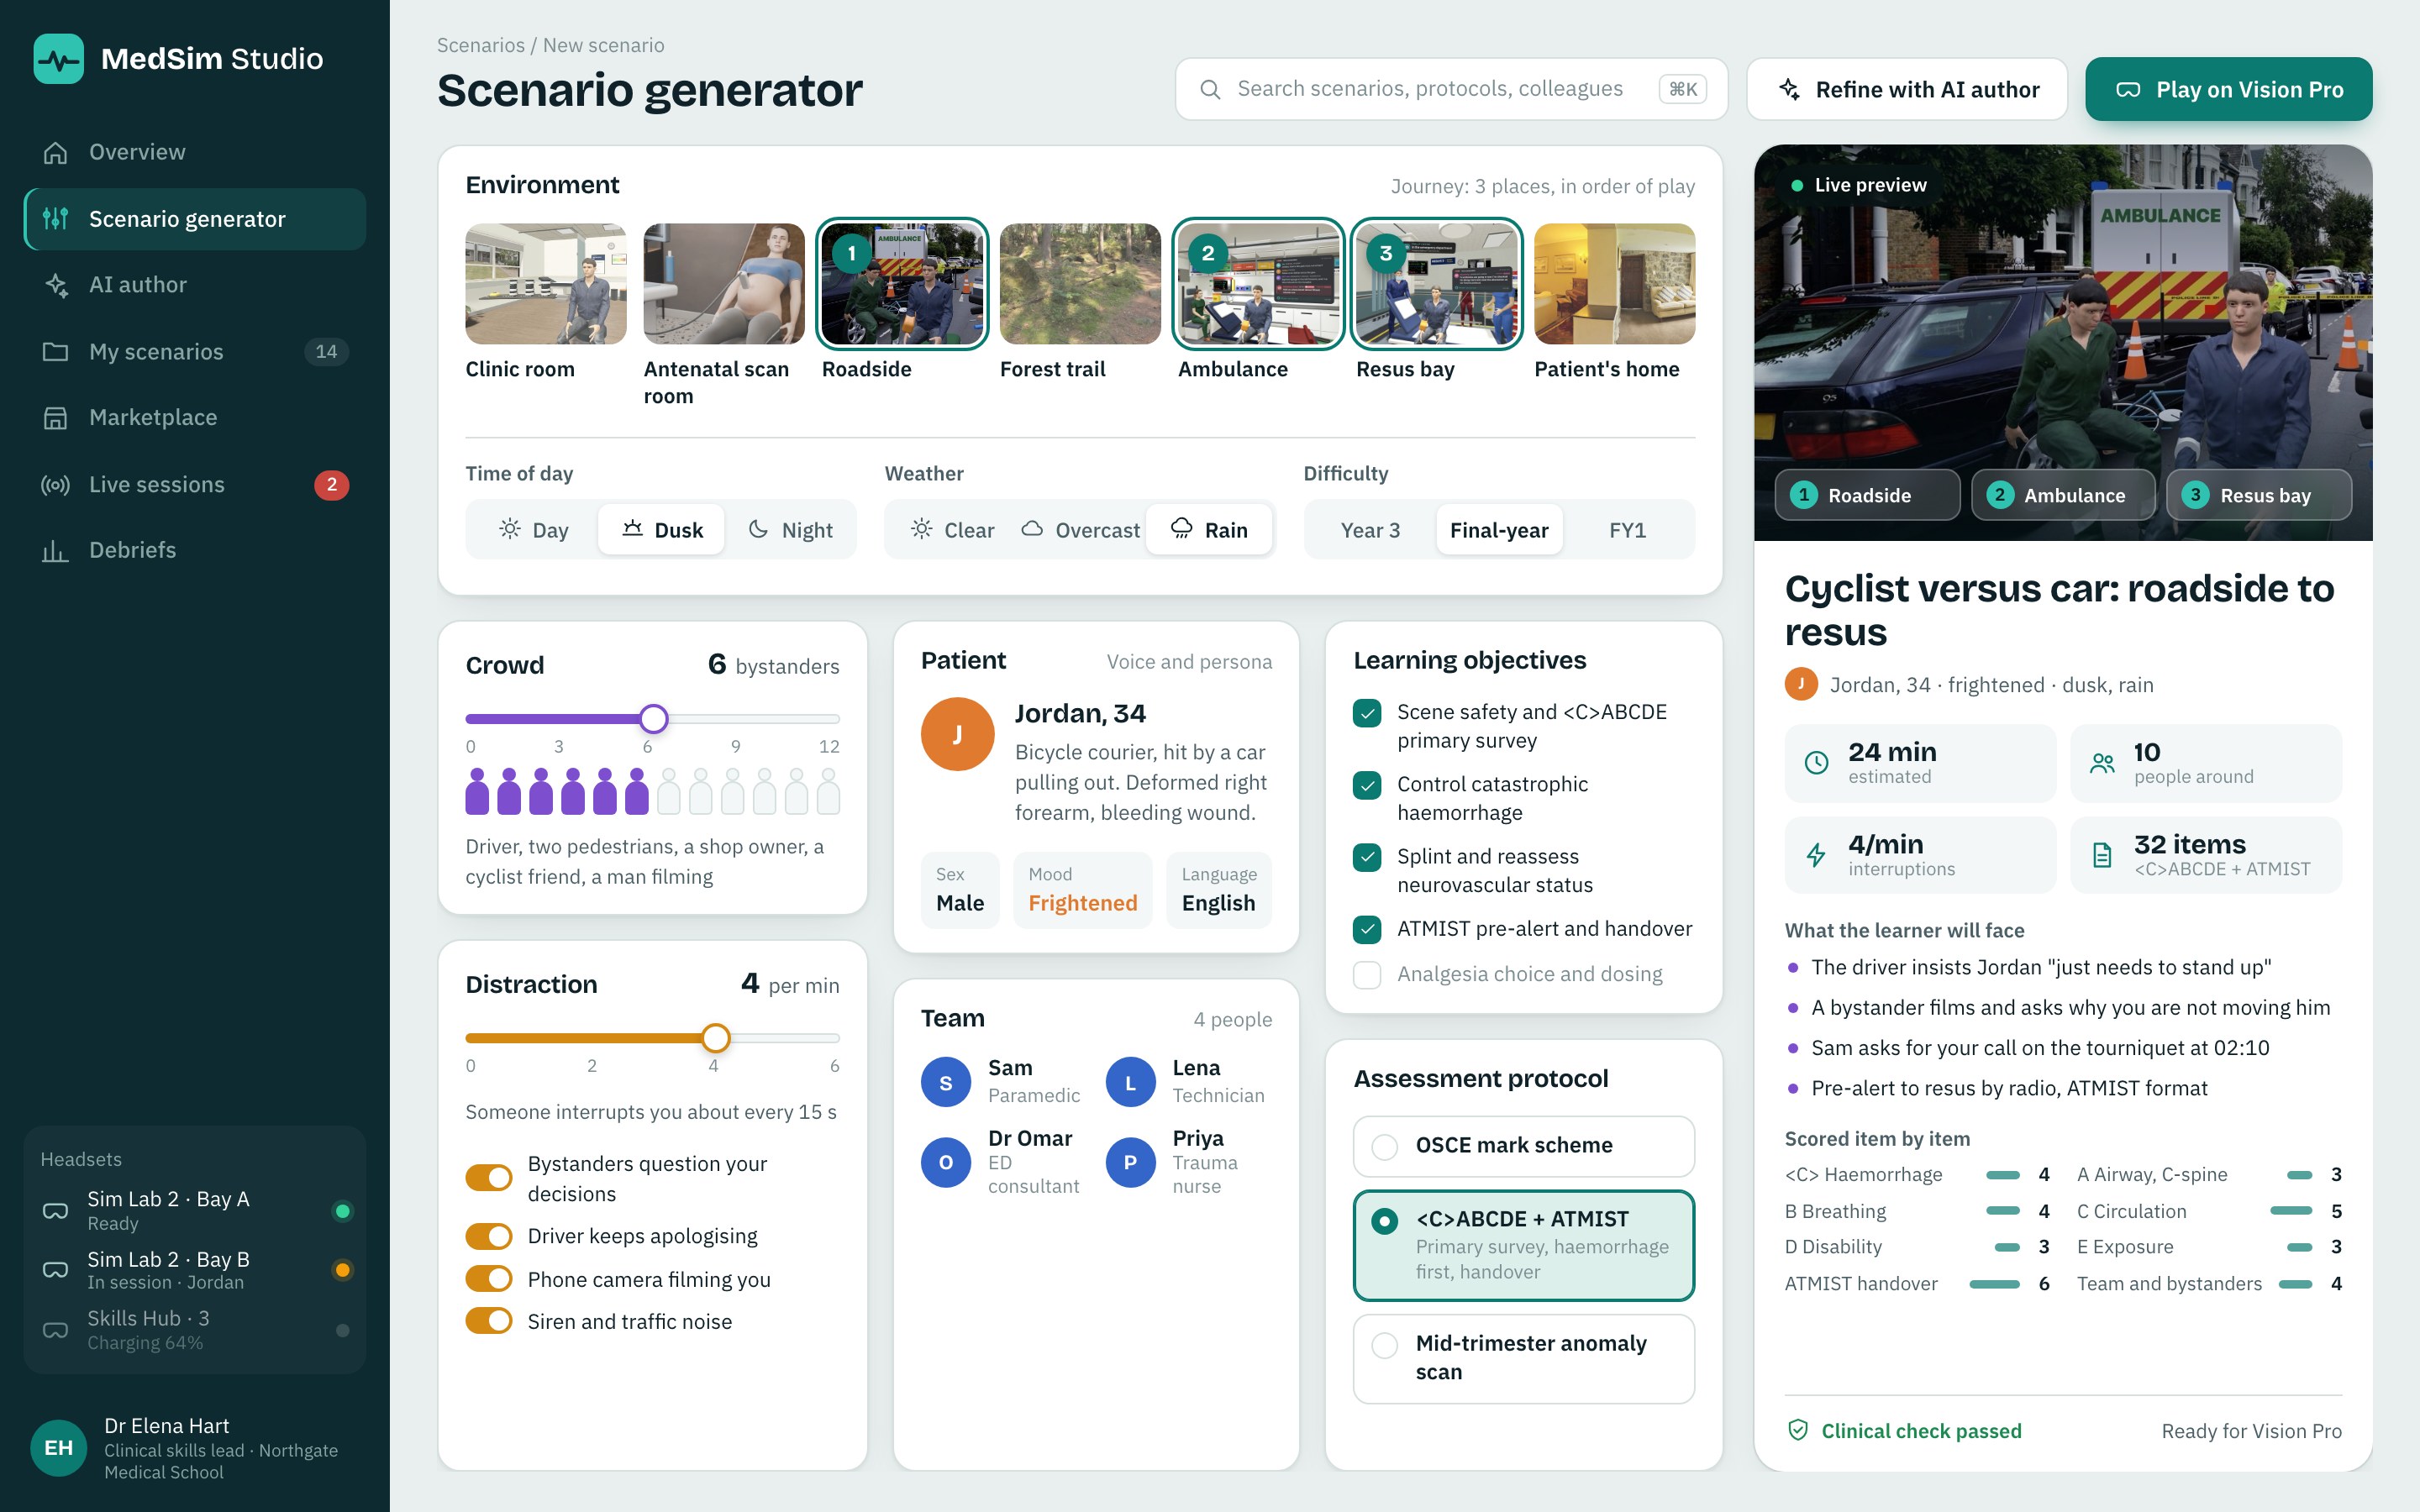 MedSim Studio
Overview
Scenario generator
AI author
My scenarios
14
Marketplace
Live sessions
2
Debriefs
Headsets
Sim Lab 2 · Bay A
Ready
Sim Lab 2 · Bay B
In session · Jordan
Skills Hub · 3
Charging 64%
EH
Dr Elena Hart
Clinical skills lead · Northgate
Medical School
Scenarios / New scenario
Scenario generator
Search scenarios, protocols, colleagues
⌘K
Refine with AI author
Play on Vision Pro
Environment
Journey: 3 places, in order of play
1
AMBULANCE
2
3
Clinic room
Antenatal scan
room
Roadside
Forest trail
Ambulance
Resus bay
Patient's home
Time of day
Day
Dusk
Night
Weather
Clear
Overcast
Rain
Difficulty
Year 3
Final-year
FY1
Crowd
6 bystanders
0 3 6 9 12
Driver, two pedestrians, a shop owner, a
cyclist friend, a man filming
Distraction
4 per min
0 2 4 6
Someone interrupts you about every 15 s
Bystanders question your
decisions
Driver keeps apologising
Phone camera filming you
Siren and traffic noise
Patient
Voice and persona
J
Jordan, 34
Bicycle courier, hit by a car
pulling out. Deformed right
forearm, bleeding wound.
Sex
Male
Mood
Frightened
Language
English
Team
4 people
S
Sam
Paramedic
L
Lena
Technician
O
Dr Omar
ED
consultant
P
Priya
Trauma
nurse
Learning objectives
Scene safety and <C>ABCDE
primary survey
Control catastrophic
haemorrhage
Splint and reassess
neurovascular status
ATMIST pre-alert and handover
Analgesia choice and dosing
Assessment protocol
OSCE mark scheme
<C>ABCDE + ATMIST
Primary survey, haemorrhage
first, handover
Mid-trimester anomaly
scan
Live preview
AMBULANCE
POLICE LINE
1 Roadside
2 Ambulance
3 Resus bay
Cyclist versus car: roadside to
resus
J
Jordan, 34 · frightened · dusk, rain
24 min
estimated
10
people around
4/min
interruptions
32 items
<C>ABCDE + ATMIST
What the learner will face
The driver insists Jordan "just needs to stand up"
A bystander films and asks why you are not moving him
Sam asks for your call on the tourniquet at 02:10
Pre-alert to resus by radio, ATMIST format
Scored item by item
<C> Haemorrhage 4
A Airway, C-spine 3
B Breathing 4
C Circulation 5
D Disability 3
E Exposure 3
ATMIST handover 6
Team and bystanders 4
Clinical check passed
Ready for Vision Pro